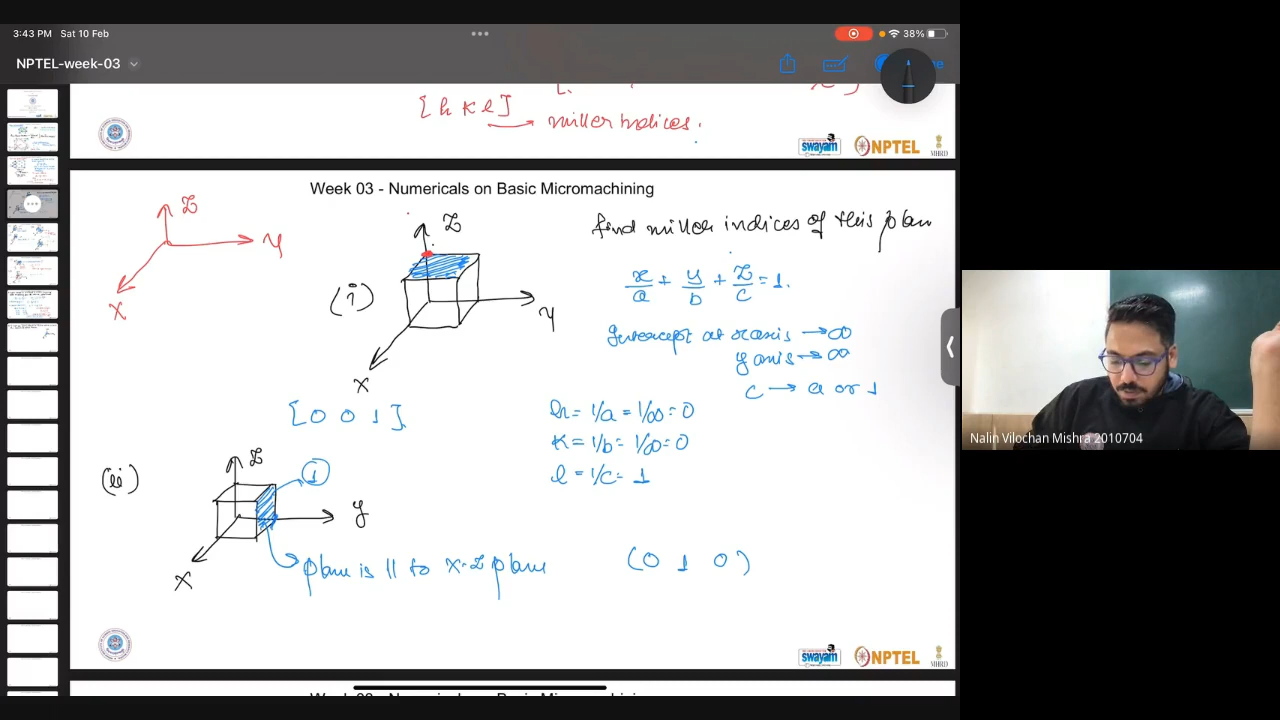 3:43 PM Sat 10 Feb
38%
NPTEL-week-03
[h k l] → miller indices.
swayam NPTEL
MHRD
Week 03 - Numericals on Basic Micromachining
Z
Y
X
(i)
Z
Y
X
find miller indices of this plan
x/a + y/b + z/c = 1.
Intercept at x axis → ∞
y axis → ∞
c → a or 1
[0 0 1].
h = 1/a = 1/∞ = 0
K = 1/b = 1/∞ = 0
l = 1/c = 1
(ii)
Z
1
y
X
plane is || to X-Z plane
(0 1 0)
swayam NPTEL
MHRD
Nalin Vilochan Mishra 2010704